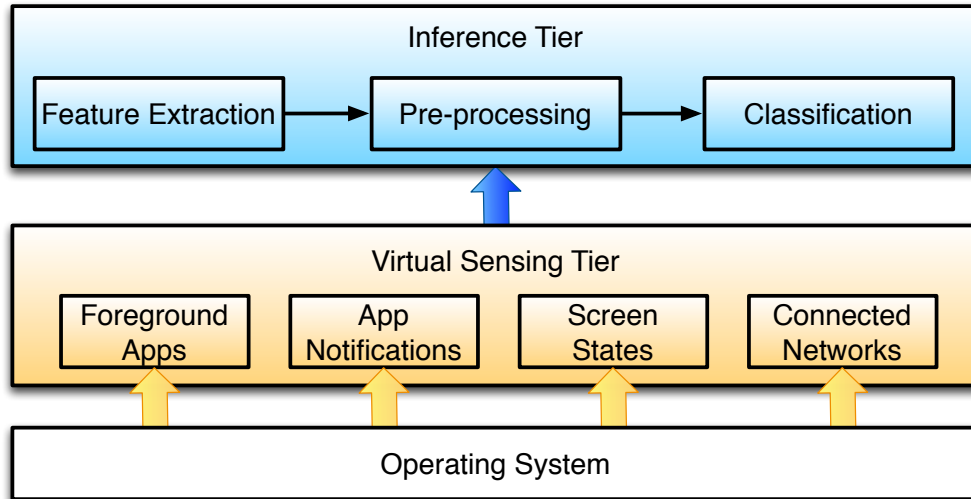 Inference Tier
Feature Extraction
Pre-processing
Classification
Virtual Sensing Tier
Foreground
Apps
App
Notifications
Screen
States
Connected
Networks
Operating System